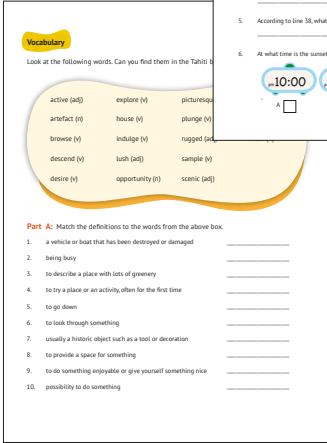 Vocabulary
Look at the following words. Can you find them in the Tahiti
active (adj) explore (v)
artefact (n) house (v) plunge (v)
browse (v) indulge (v) rugged (adj)
descend (v) lush (adj) sample (v)
desire (v) opportunity (n) scenic (adj)
Part A: Match the definitions to the words from the above box.
1. a vehicle or boat that has been destroyed or damaged
2. being busy
3. to describe a place with lots of greenery
4. to try a place or an activity, often for the first time
5. to go down
6. to look through something
7. usually a historic object such as a tool or decoration
8. to provide a space for something
9. to do something enjoyable or give yourself something nice
10. possibility to do something
5. According to line 38, what
6. At what time is the sunset
10:00
A